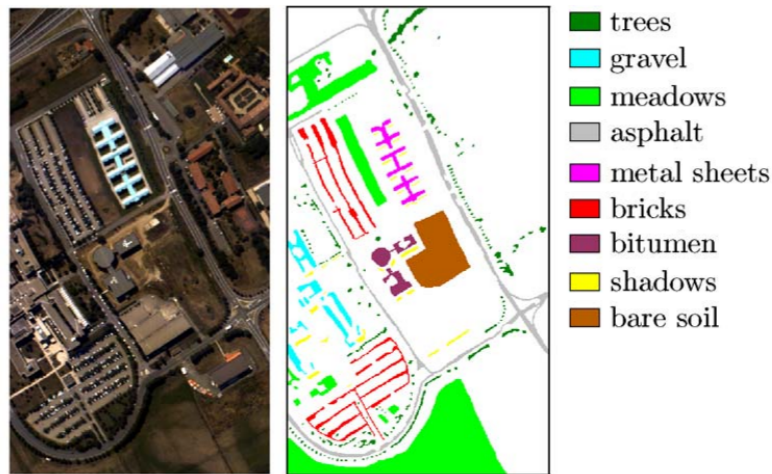 trees
gravel
meadows
asphalt
metal sheets
bricks
bitumen
shadows
bare soil